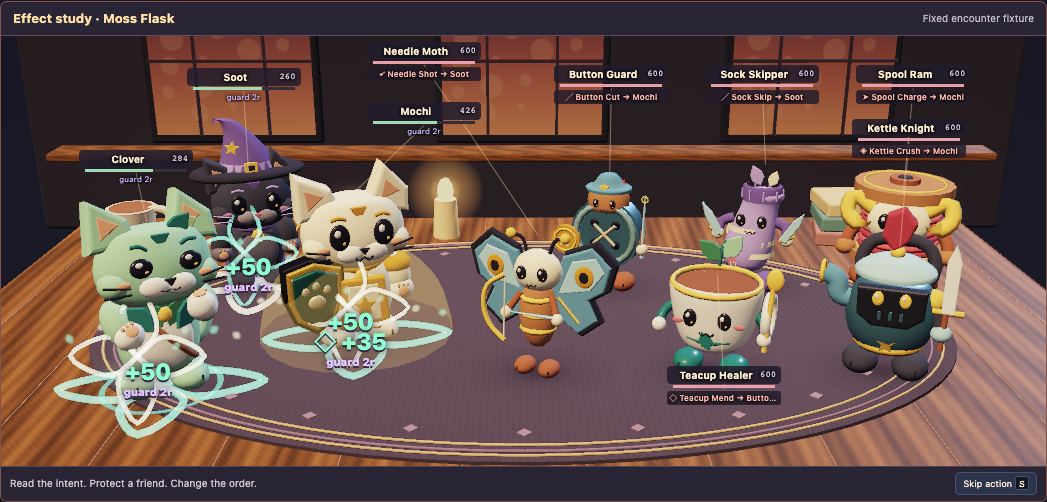 Effect study · Moss Flask
Fixed encounter fixture
Needle Moth 600
Needle Shot → Soot
Soot 260
guard 2r
Button Guard 600
Button Cut → Mochi
Sock Skipper 600
Sock Skip → Soot
Spool Ram 600
Spool Charge → Mochi
Mochi 426
guard 2r
Kettle Knight 600
Kettle Crush → Mochi
Clover 284
guard 2r
+50
guard 2r
+50
+35
guard 2r
+50
guard 2r
Teacup Healer 600
Teacup Mend → Butto...
Read the intent. Protect a friend. Change the order.
Skip action S